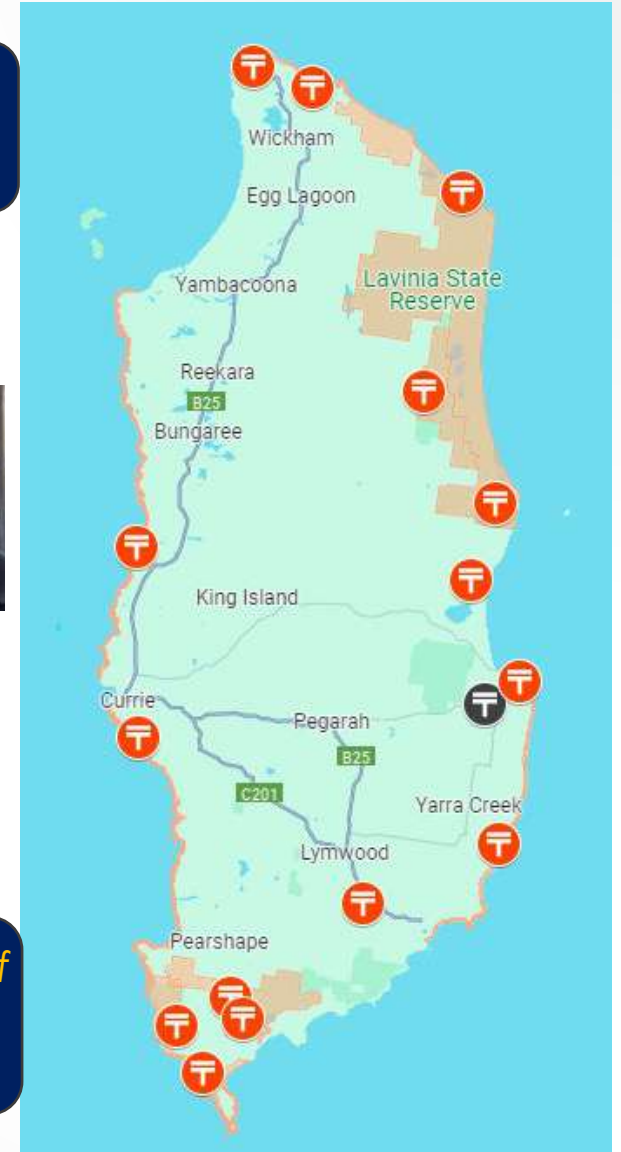 Wickham
Egg Lagoon
Lavinia State
Reserve
Yambacoona
Reekara
B25
Bungaree
King Island
Currie
Pegarah
B25
C201
Yarra Creek
Lymwood
Pearshape
f